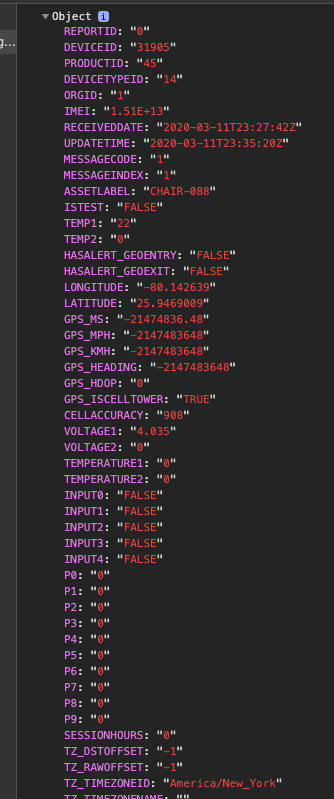 g...
▼Object i
REPORTID: "0"
DEVICEID: "31905"
PRODUCTID: "45"
DEVICETYPEID: "14"
ORGID: "1"
IMEI: "1.51E+13"
RECEIVEDDATE: "2020-03-11T23:27:42Z"
UPDATETIME: "2020-03-11T23:35:20Z"
MESSAGECODE: "1"
MESSAGEINDEX: "1"
ASSETLABEL: "CHAIR-088"
ISTEST: "FALSE"
TEMP1: "22"
TEMP2: "0"
HASALERT_GEOENTRY: "FALSE"
HASALERT_GEOEXIT: "FALSE"
LONGITUDE: "-80.142639"
LATITUDE: "25.9469009"
GPS_MS: "-21474836.48"
GPS_MPH: "-2147483648"
GPS_KMH: "-2147483648"
GPS_HEADING: "-2147483648"
GPS_HDOP: "0"
GPS_ISCELLTOWER: "TRUE"
CELLACCURACY: "908"
VOLTAGE1: "4.035"
VOLTAGE2: "0"
TEMPERATURE1: "0"
TEMPERATURE2: "0"
INPUT0: "FALSE"
INPUT1: "FALSE"
INPUT2: "FALSE"
INPUT3: "FALSE"
INPUT4: "FALSE"
P0: "0"
P1: "0"
P2: "0"
P3: "0"
P4: "0"
P5: "0"
P6: "0"
P7: "0"
P8: "0"
P9: "0"
SESSIONHOURS: "0"
TZ_DSTOFFSET: "-1"
TZ_RAWOFFSET: "-1"
TZ_TIMEZONEID: "America/New_York"
TZ_TIMEZONENAME: ""